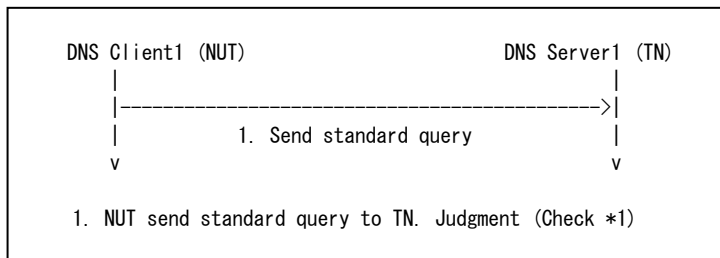 DNS Client1 (NUT) DNS Server1 (TN)
| |
|-------------------------------------------->|
| 1. Send standard query |
v v
1. NUT send standard query to TN. Judgment (Check *1)